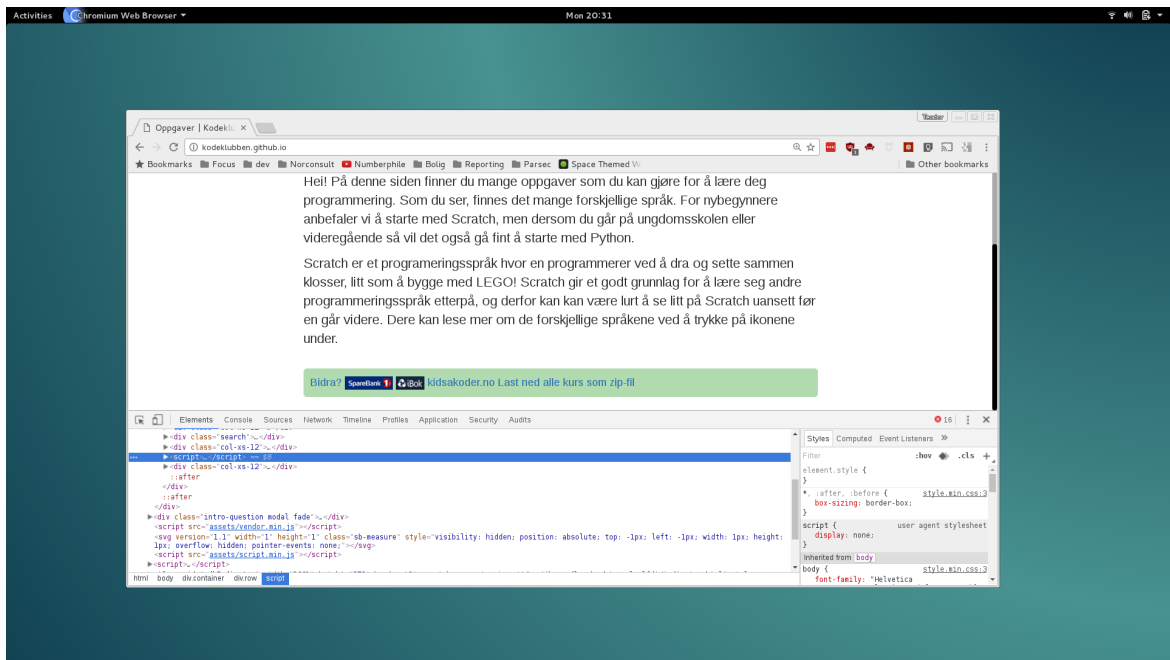 Activities Chromium Web Browser Mon 20:31
Oppgaver | Kodeklu
kodeklubben.github.io
Bookmarks Focus dev Norconsult Numberphile Bolig Reporting Parsec Space Themed W Other bookmarks
Hei! På denne siden finner du mange oppgaver som du kan gjøre for å lære deg
programmering. Som du ser, finnes det mange forskjellige språk. For nybegynnere
anbefaler vi å starte med Scratch, men dersom du går på ungdomsskolen eller
videregående så vil det også gå fint å starte med Python.
Scratch er et programeringsspråk hvor en programmerer ved å dra og sette sammen
klosser, litt som å bygge med LEGO! Scratch gir et godt grunnlag for å lære seg andre
programmeringsspråk etterpå, og derfor kan kan være lurt å se litt på Scratch uansett før
en går videre. Dere kan lese mer om de forskjellige språkene ved å trykke på ikonene
under.
Bidra? SpareBank 1 iBok kidsakoder.no Last ned alle kurs som zip-fil
Elements Console Sources Network Timeline Profiles Application Security Audits 16
<div class="search">…</div>
<div class="col-xs-12">…</div>
<script>…</script> == $0
<div class="col-xs-12">…</div>
::after
</div>
::after
</div>
<div class="intro-question modal fade">…</div>
<script src="assets/vendor.min.js"></script>
<svg version="1.1" width="1" height="1" class="sb-measure" style="visibility: hidden; position: absolute; top: -1px; left: -1px; width: 1px; height:
1px; overflow: hidden; pointer-events: none;"></svg>
<script src="assets/script.min.js"></script>
<script>…</script>
html body div.container div.row script
Styles Computed Event Listeners »
Filter :hov .cls +
element.style {
}
*, :after, :before { style.min.css:3
box-sizing: border-box;
}
script { user agent stylesheet
display: none;
}
Inherited from body
body { style.min.css:3
font-family: "Helvetica